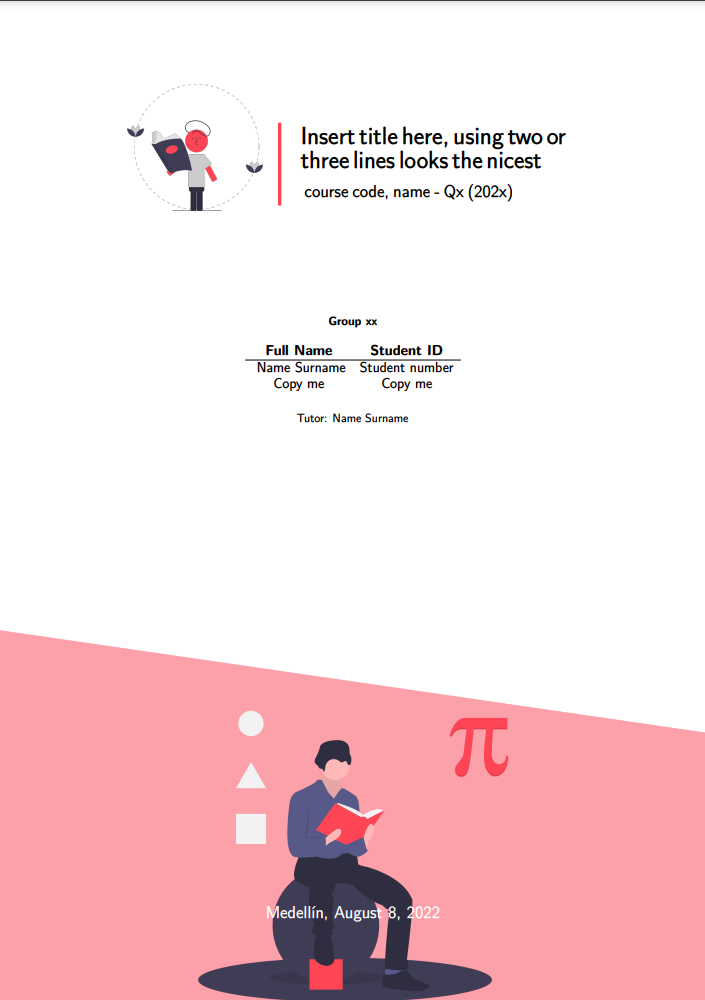 Insert title here, using two or
three lines looks the nicest
course code, name - Qx (202x)
Group xx
Full Name Student ID
Name Surname Student number
Copy me Copy me
Tutor: Name Surname
π
Medellín, August 8, 2022